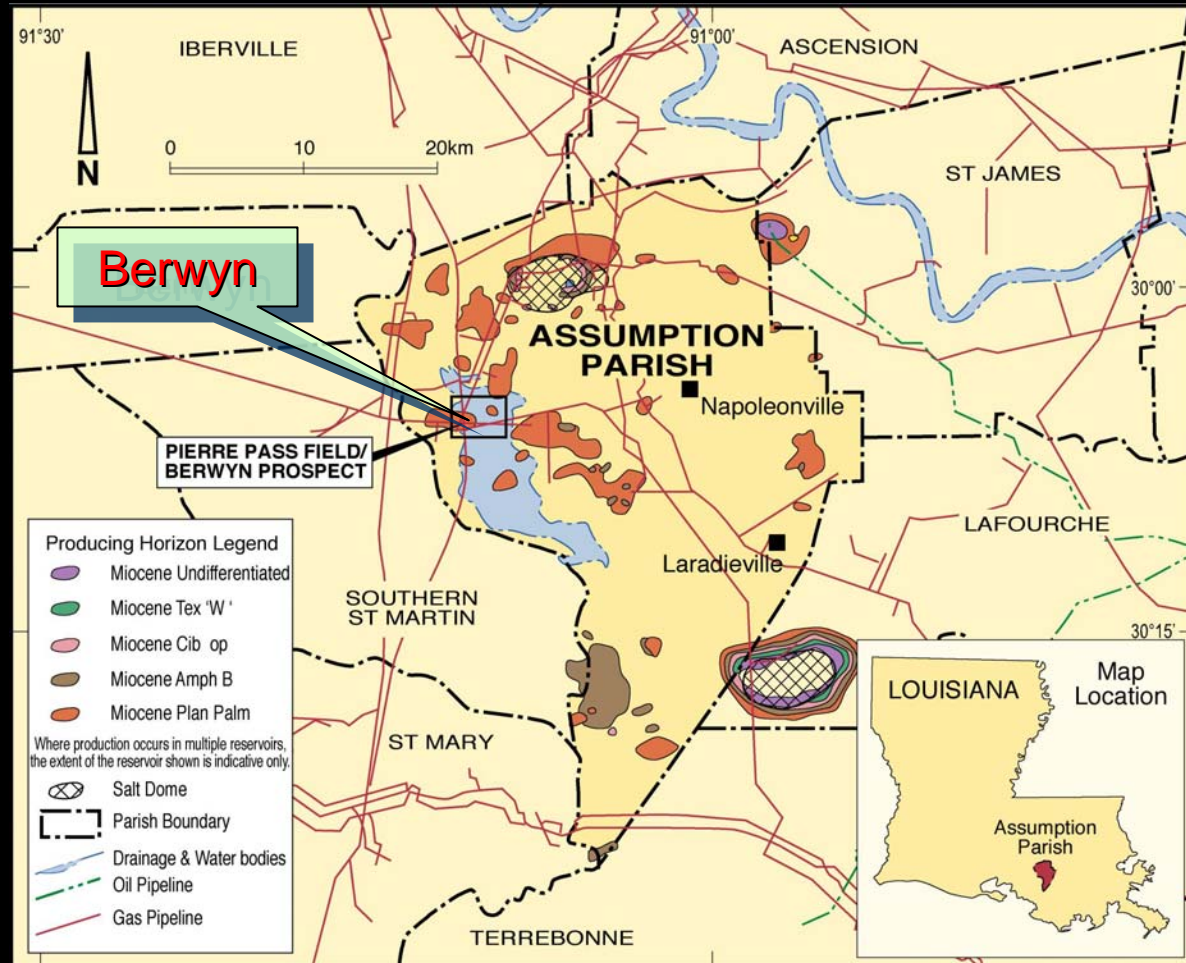 91°30'
91°00'
IBERVILLE
ASCENSION
N
0 10 20km
ST JAMES
Berwyn
30°00'
ASSUMPTION
PARISH
Napoleonville
PIERRE PASS FIELD/
BERWYN PROSPECT
LAFOURCHE
Laradieville
SOUTHERN
ST MARTIN
30°15'
ST MARY
TERREBONNE
Producing Horizon Legend
Miocene Undifferentiated
Miocene Tex 'W '
Miocene Cib op
Miocene Amph B
Miocene Plan Palm
Where production occurs in multiple reservoirs,
the extent of the reservoir shown is indicative only.
Salt Dome
Parish Boundary
Drainage & Water bodies
Oil Pipeline
Gas Pipeline
LOUISIANA
Map
Location
Assumption
Parish